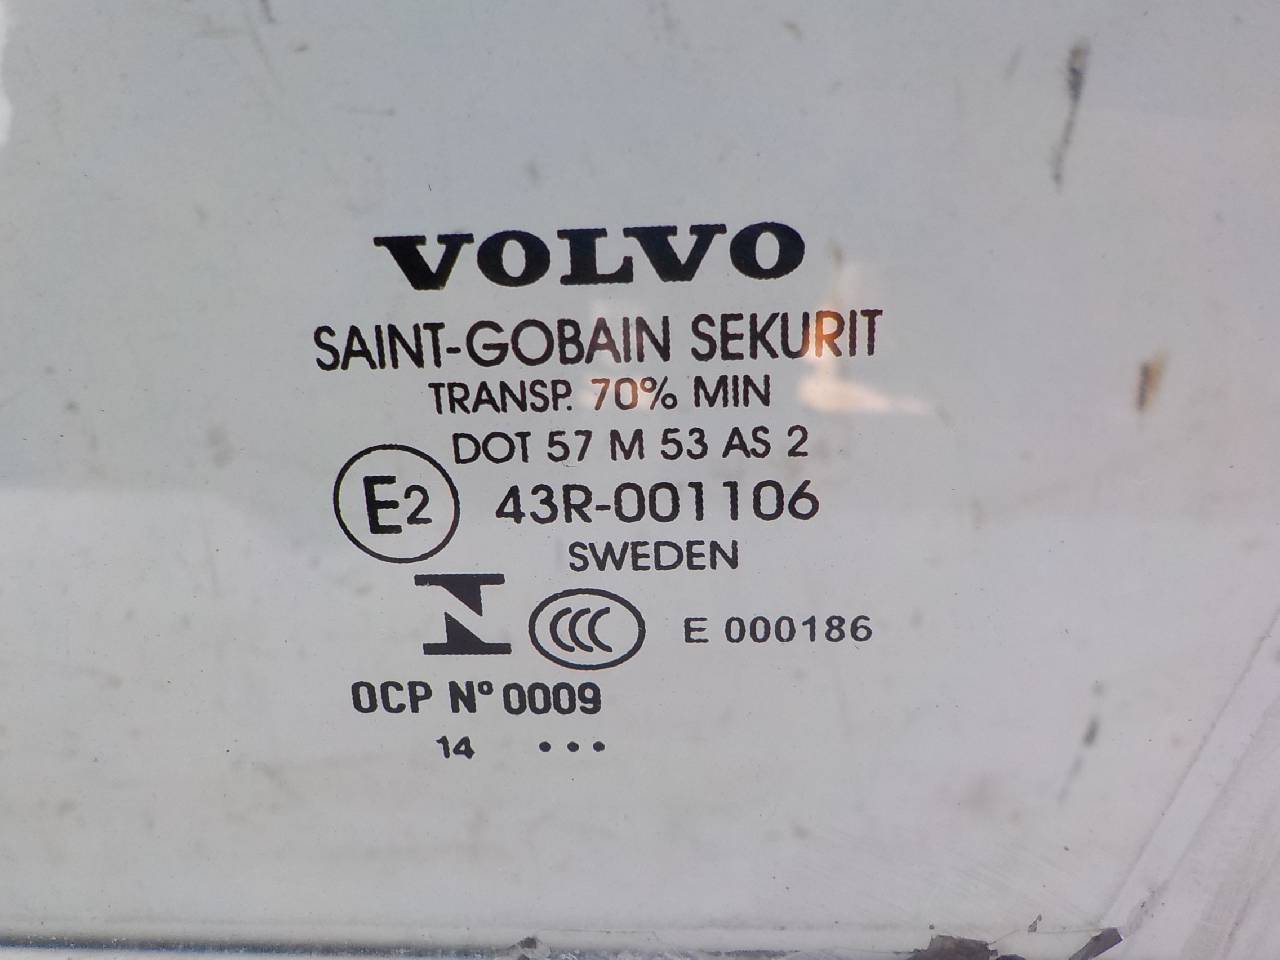 VOLVO
SAINT-GOBAIN SEKURIT
TRANSP. 70% MIN
DOT 57 M 53 AS 2
E2 43R-001106
SWEDEN
N CCC E 000186
OCP Nº 0009
14 •••